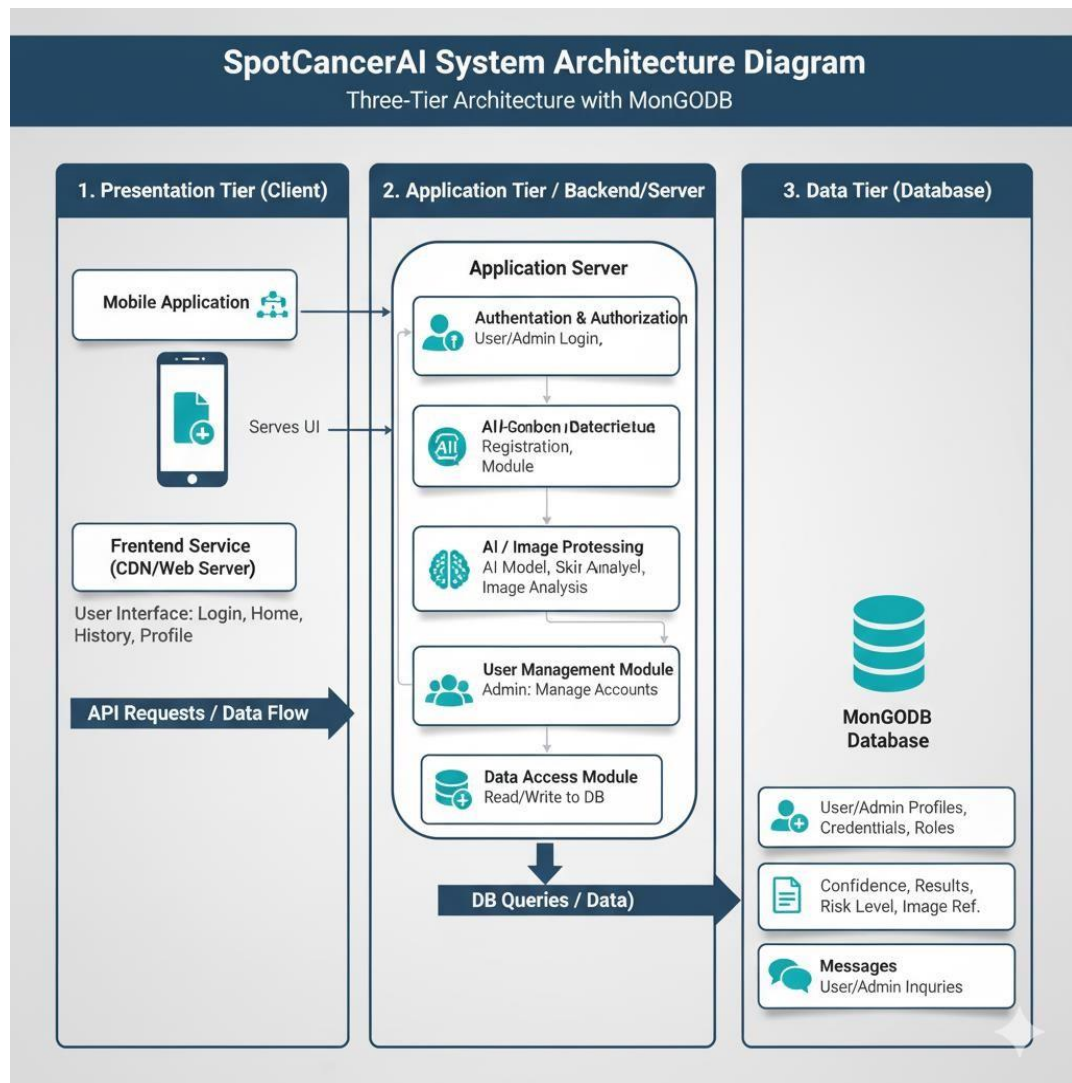 SpotCancerAI System Architecture Diagram
Three-Tier Architecture with MonGODB
1. Presentation Tier (Client)
Mobile Application
Serves UI
Frentend Service
(CDN/Web Server)
User Interface: Login, Home,
History, Profile
API Requests / Data Flow
2. Application Tier / Backend/Server
Application Server
Authentation & Authorization
User/Admin Login,
Registration,
Module
AI / Image Protessing
AI Model,
Image Analysis
User Management Module
Admin: Manage Accounts
Data Access Module
Read/Write to DB
DB Queries / Data)
3. Data Tier (Database)
MonGODB
Database
User/Admin Profiles,
Credenttials, Roles
Confidence, Results,
Risk Level, Image Ref.
Messages
User/Admin Inquries